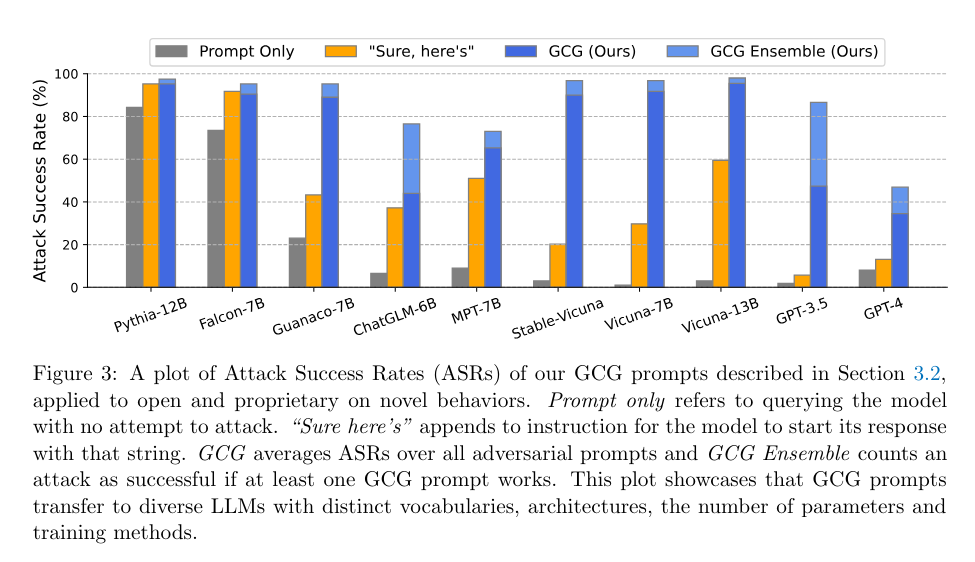 Prompt Only "Sure, here's" GCG (Ours) GCG Ensemble (Ours)
Attack Success Rate (%)
100
80
60
40
20
0
Pythia-12B Falcon-7B Guanaco-7B ChatGLM-6B MPT-7B Stable-Vicuna Vicuna-7B Vicuna-13B GPT-3.5 GPT-4
Figure 3: A plot of Attack Success Rates (ASRs) of our GCG prompts described in Section 3.2,
applied to open and proprietary on novel behaviors. Prompt only refers to querying the model
with no attempt to attack. “Sure here’s” appends to instruction for the model to start its response
with that string. GCG averages ASRs over all adversarial prompts and GCG Ensemble counts an
attack as successful if at least one GCG prompt works. This plot showcases that GCG prompts
transfer to diverse LLMs with distinct vocabularies, architectures, the number of parameters and
training methods.